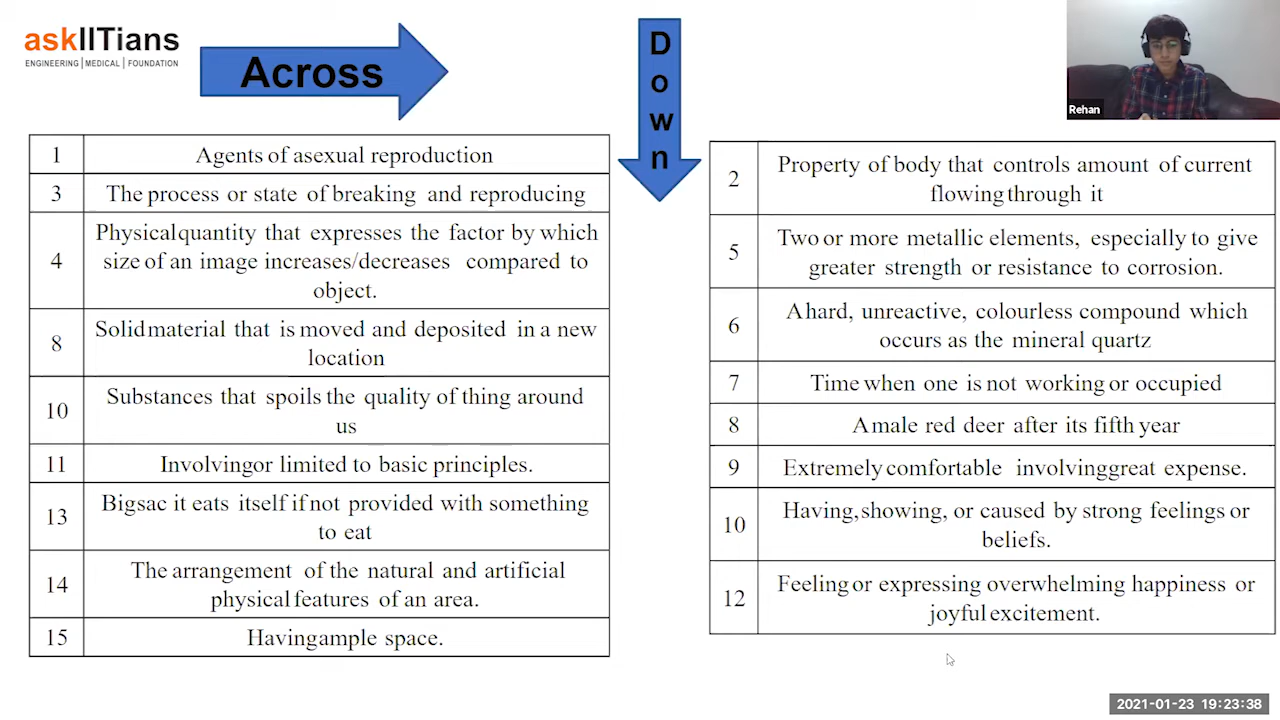 askIITians
ENGINEERING | MEDICAL | FOUNDATION
Across
Down
Rehan
1 Agents of asexual reproduction
3 The process or state of breaking and reproducing
4 Physicalquantity that expresses the factor by which
size of an image increases/decreases compared to
object.
8 Solidmaterial that is moved and deposited in a new
location
10 Substances that spoils the quality of thing around
us
11 Involvingor limited to basic principles.
13 Bigsac it eats itself if not provided with something
to eat
14 The arrangement of the natural and artificial
physical features of an area.
15 Havingample space.
2 Property of body that controls amount of current
flowing through it
5 Two or more metallic elements, especially to give
greater strength or resistance to corrosion.
6 Ahard, unreactive, colourless compound which
occurs as the mineral quartz
7 Time when one is not working or occupied
8 Amale red deer after its fifth year
9 Extremely comfortable involvinggreat expense.
10 Having, showing, or caused by strong feelings or
beliefs.
12 Feeling or expressing overwhelming happiness or
joyful excitement.
2021-01-23 19:23:38